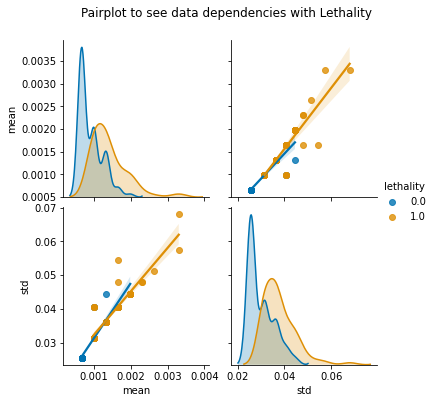 Pairplot to see data dependencies with Lethality
0.0035
0.0030
0.0025
0.0020
0.0015
0.0010
0.0005
mean
lethality
0.0
1.0
0.07
0.06
0.05
0.04
0.03
std
0.001 0.002 0.003 0.004
mean
0.02 0.04 0.06
std